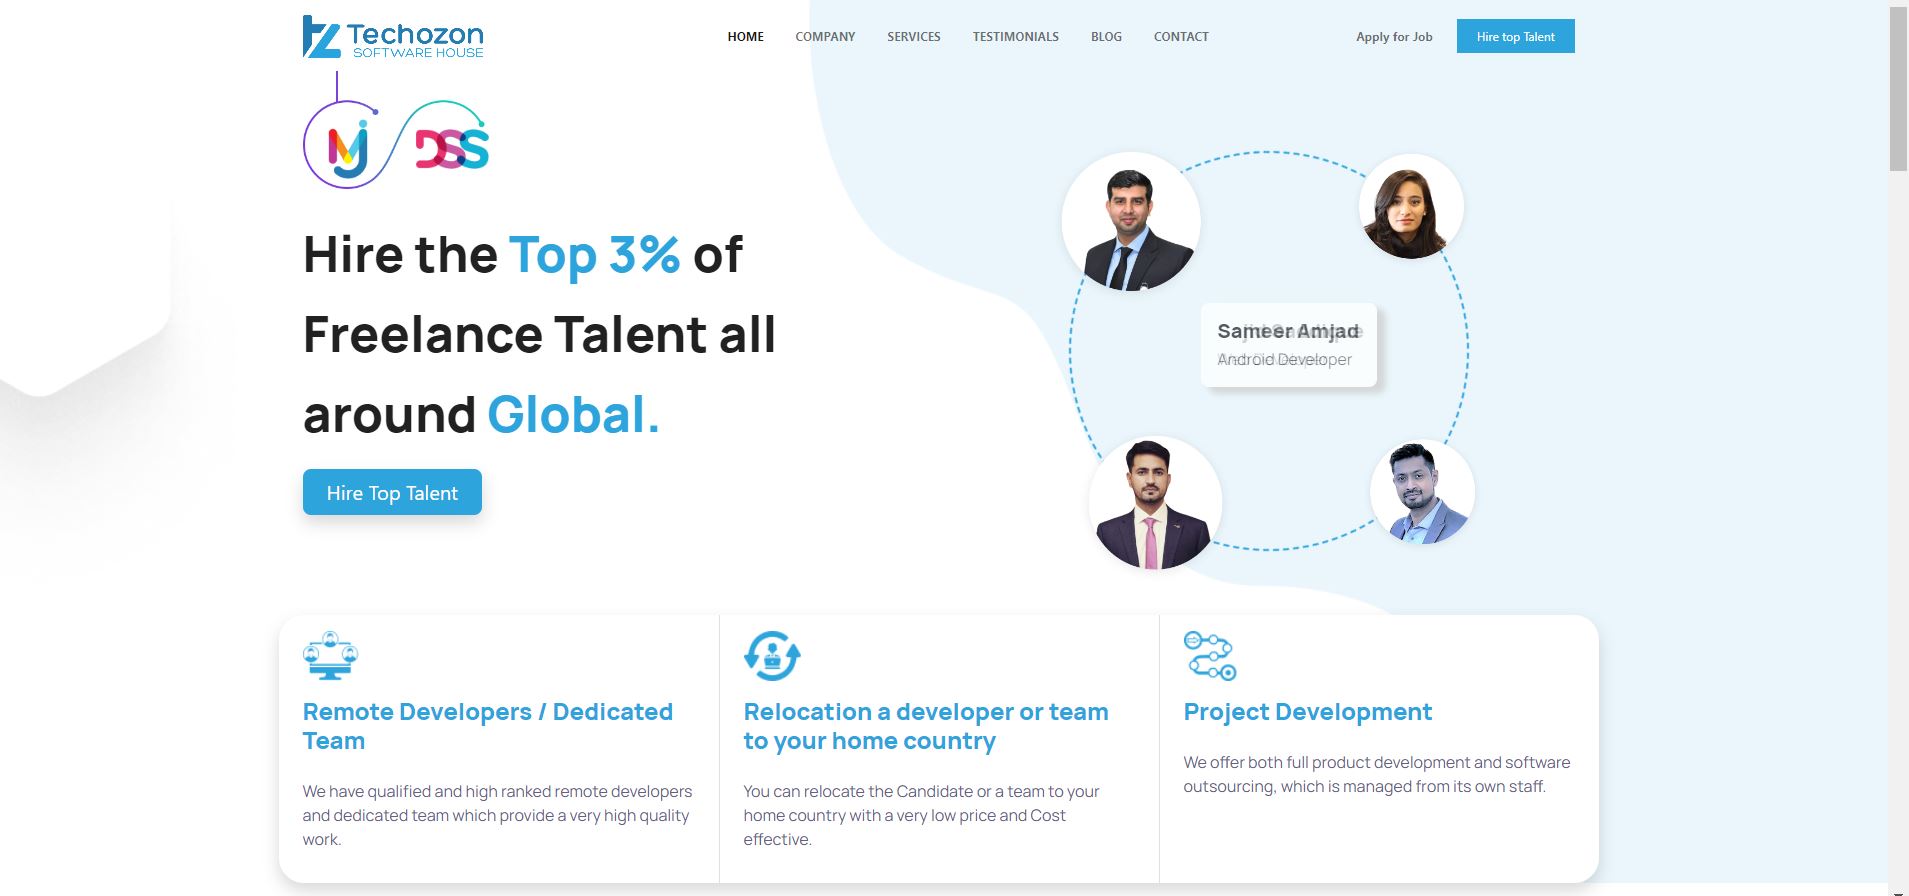 Techozon
SOFTWARE HOUSE
HOME COMPANY SERVICES TESTIMONIALS BLOG CONTACT Apply for Job Hire top Talent
Mj DSS
Hire the Top 3% of
Freelance Talent all
around Global.
Hire Top Talent
Sameer Amjad
Android Developer
Remote Developers / Dedicated
Team
We have qualified and high ranked remote developers
and dedicated team which provide a very high quality
work.
Relocation a developer or team
to your home country
You can relocate the Candidate or a team to your
home country with a very low price and Cost
effective.
Project Development
We offer both full product development and software
outsourcing, which is managed from its own staff.